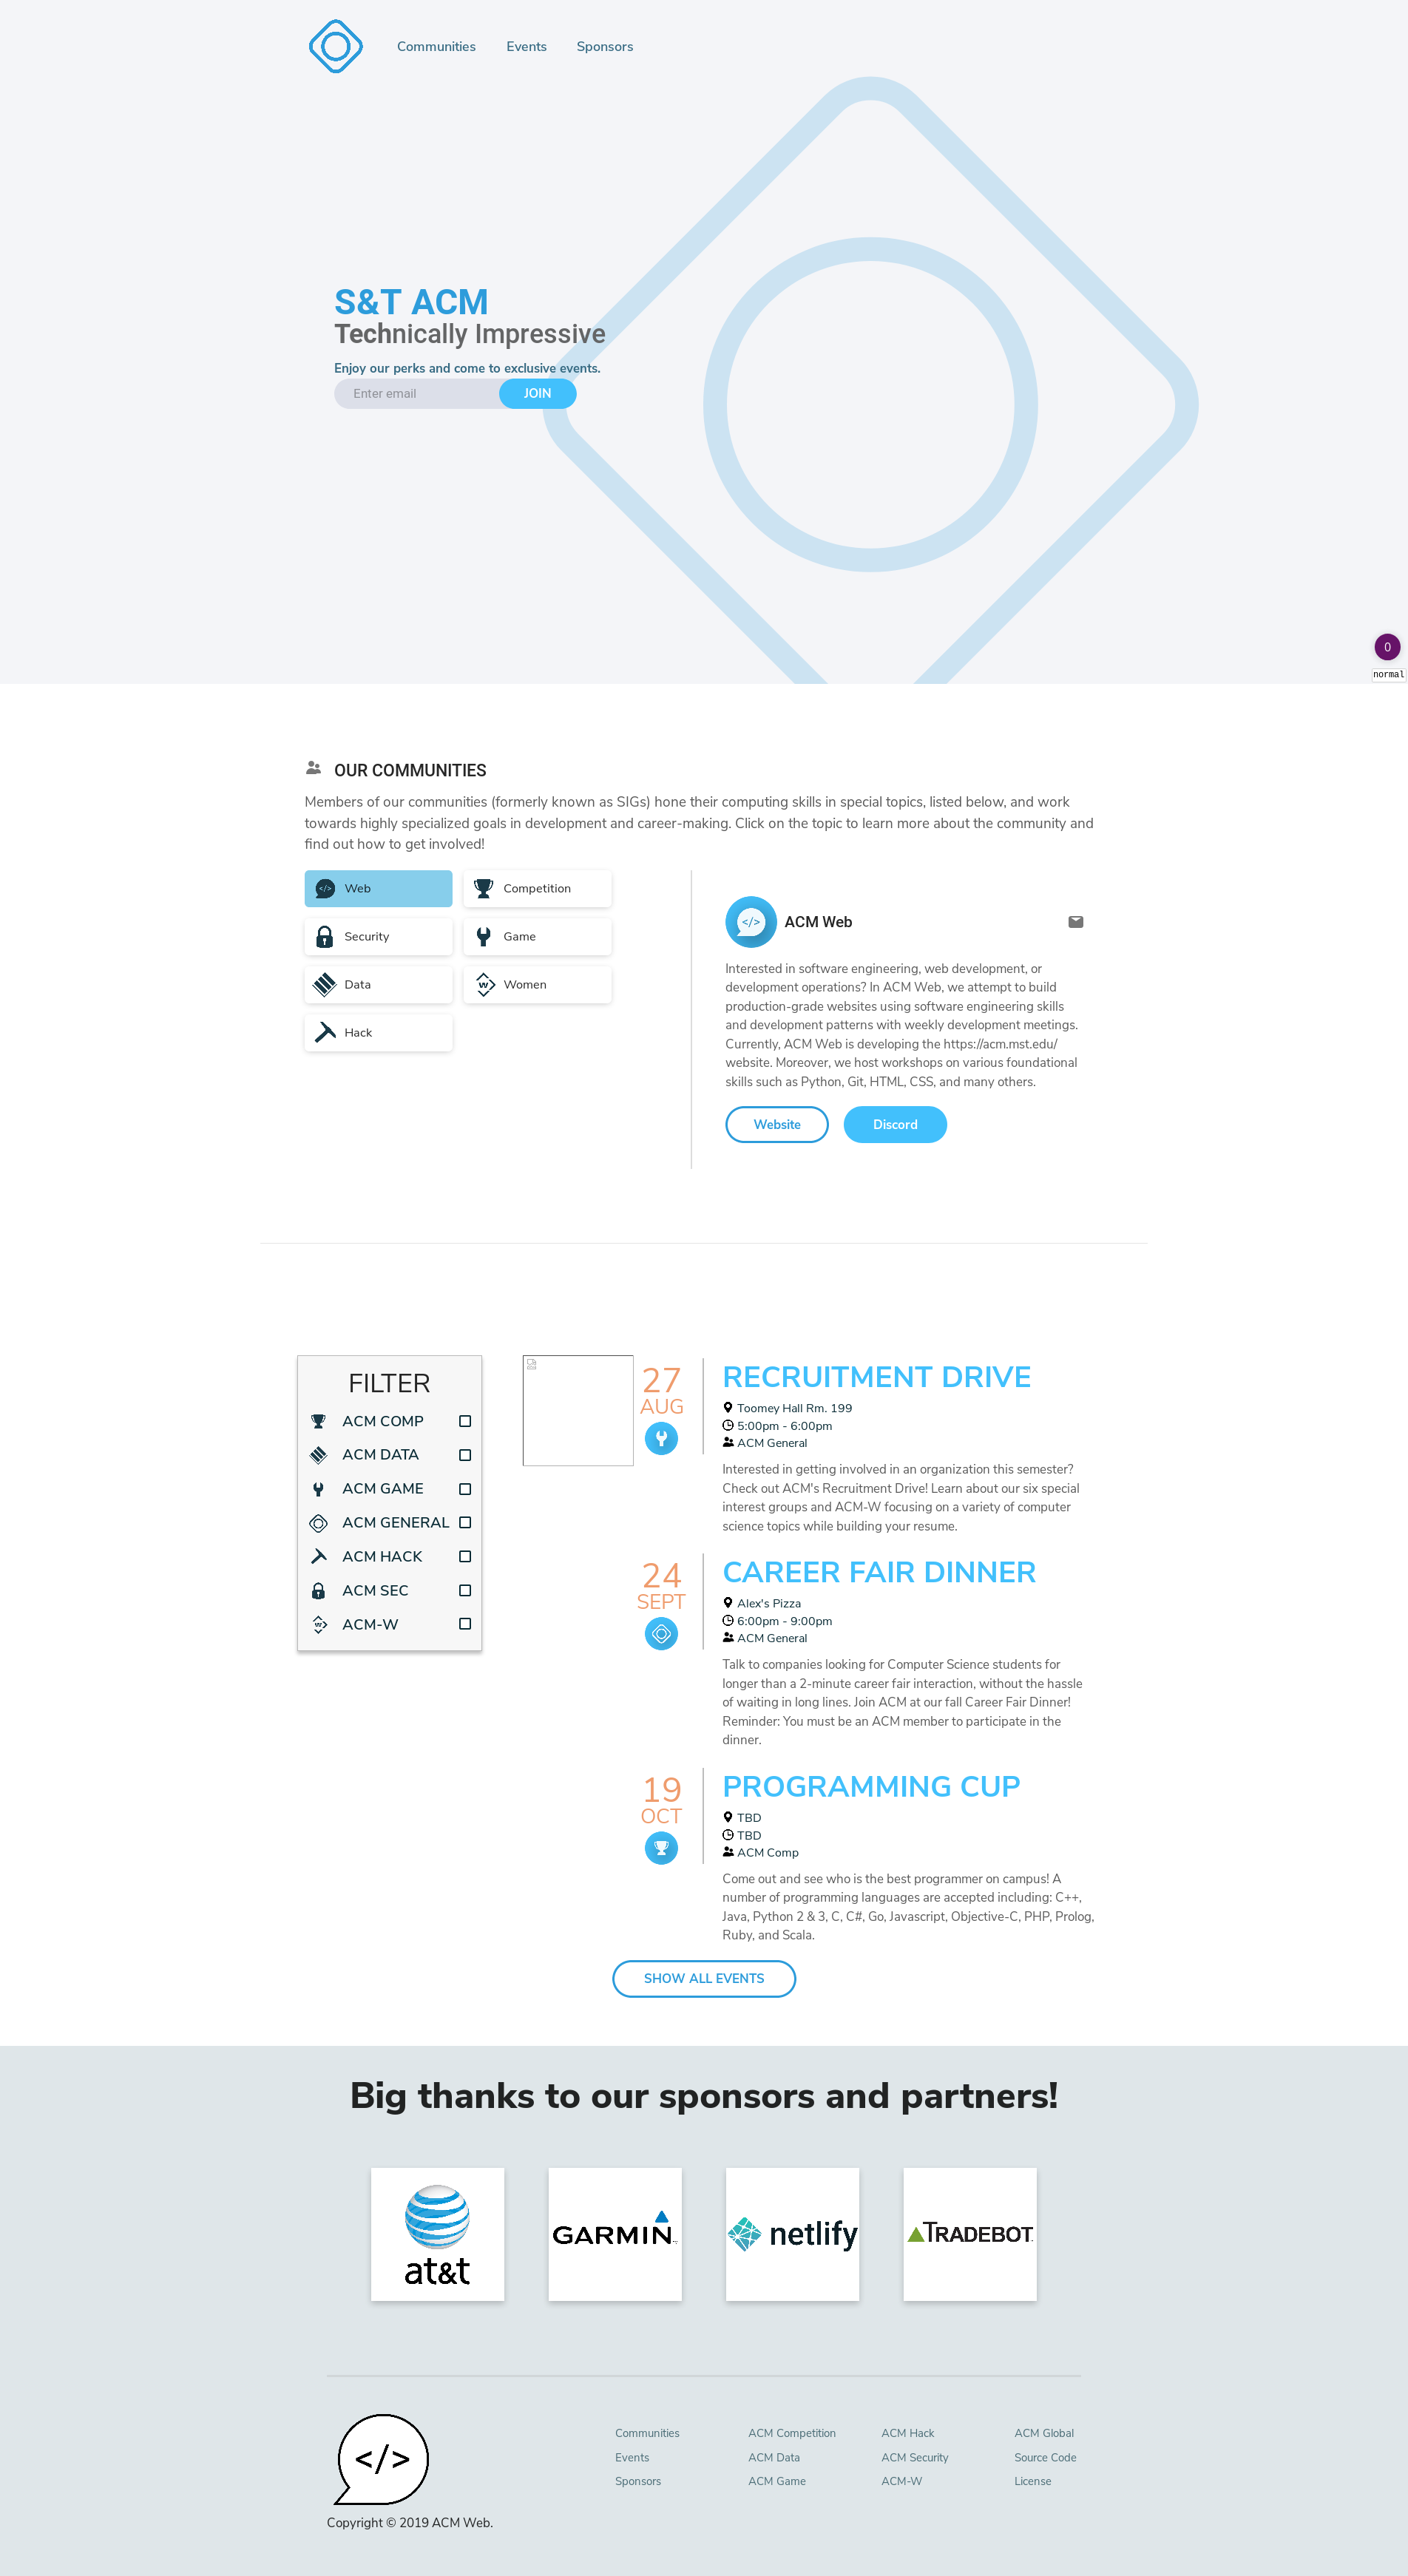 Communities Events Sponsors
S&T ACM
Technically Impressive
Enjoy our perks and come to exclusive events.
Enter email JOIN
0
normal
OUR COMMUNITIES
Members of our communities (formerly known as SIGs) hone their computing skills in special topics, listed below, and work
towards highly specialized goals in development and career-making. Click on the topic to learn more about the community and
find out how to get involved!
Web Competition
Security Game
Data Women
Hack
</> ACM Web
Interested in software engineering, web development, or
development operations? In ACM Web, we attempt to build
production-grade websites using software engineering skills
and development patterns with weekly development meetings.
Currently, ACM Web is developing the https://acm.mst.edu/
website. Moreover, we host workshops on various foundational
skills such as Python, Git, HTML, CSS, and many others.
Website Discord
FILTER
ACM COMP
ACM DATA
ACM GAME
ACM GENERAL
ACM HACK
ACM SEC
ACM-W
27
AUG
RECRUITMENT DRIVE
Toomey Hall Rm. 199
5:00pm - 6:00pm
ACM General
Interested in getting involved in an organization this semester?
Check out ACM's Recruitment Drive! Learn about our six special
interest groups and ACM-W focusing on a variety of computer
science topics while building your resume.
24
SEPT
CAREER FAIR DINNER
Alex's Pizza
6:00pm - 9:00pm
ACM General
Talk to companies looking for Computer Science students for
longer than a 2-minute career fair interaction, without the hassle
of waiting in long lines. Join ACM at our fall Career Fair Dinner!
Reminder: You must be an ACM member to participate in the
dinner.
19
OCT
PROGRAMMING CUP
TBD
TBD
ACM Comp
Come out and see who is the best programmer on campus! A
number of programming languages are accepted including: C++,
Java, Python 2 & 3, C, C#, Go, Javascript, Objective-C, PHP, Prolog,
Ruby, and Scala.
SHOW ALL EVENTS
Big thanks to our sponsors and partners!
at&t
GARMIN
netlify
TRADEBOT
</>
Copyright © 2019 ACM Web.
Communities ACM Competition ACM Hack ACM Global
Events ACM Data ACM Security Source Code
Sponsors ACM Game ACM-W License